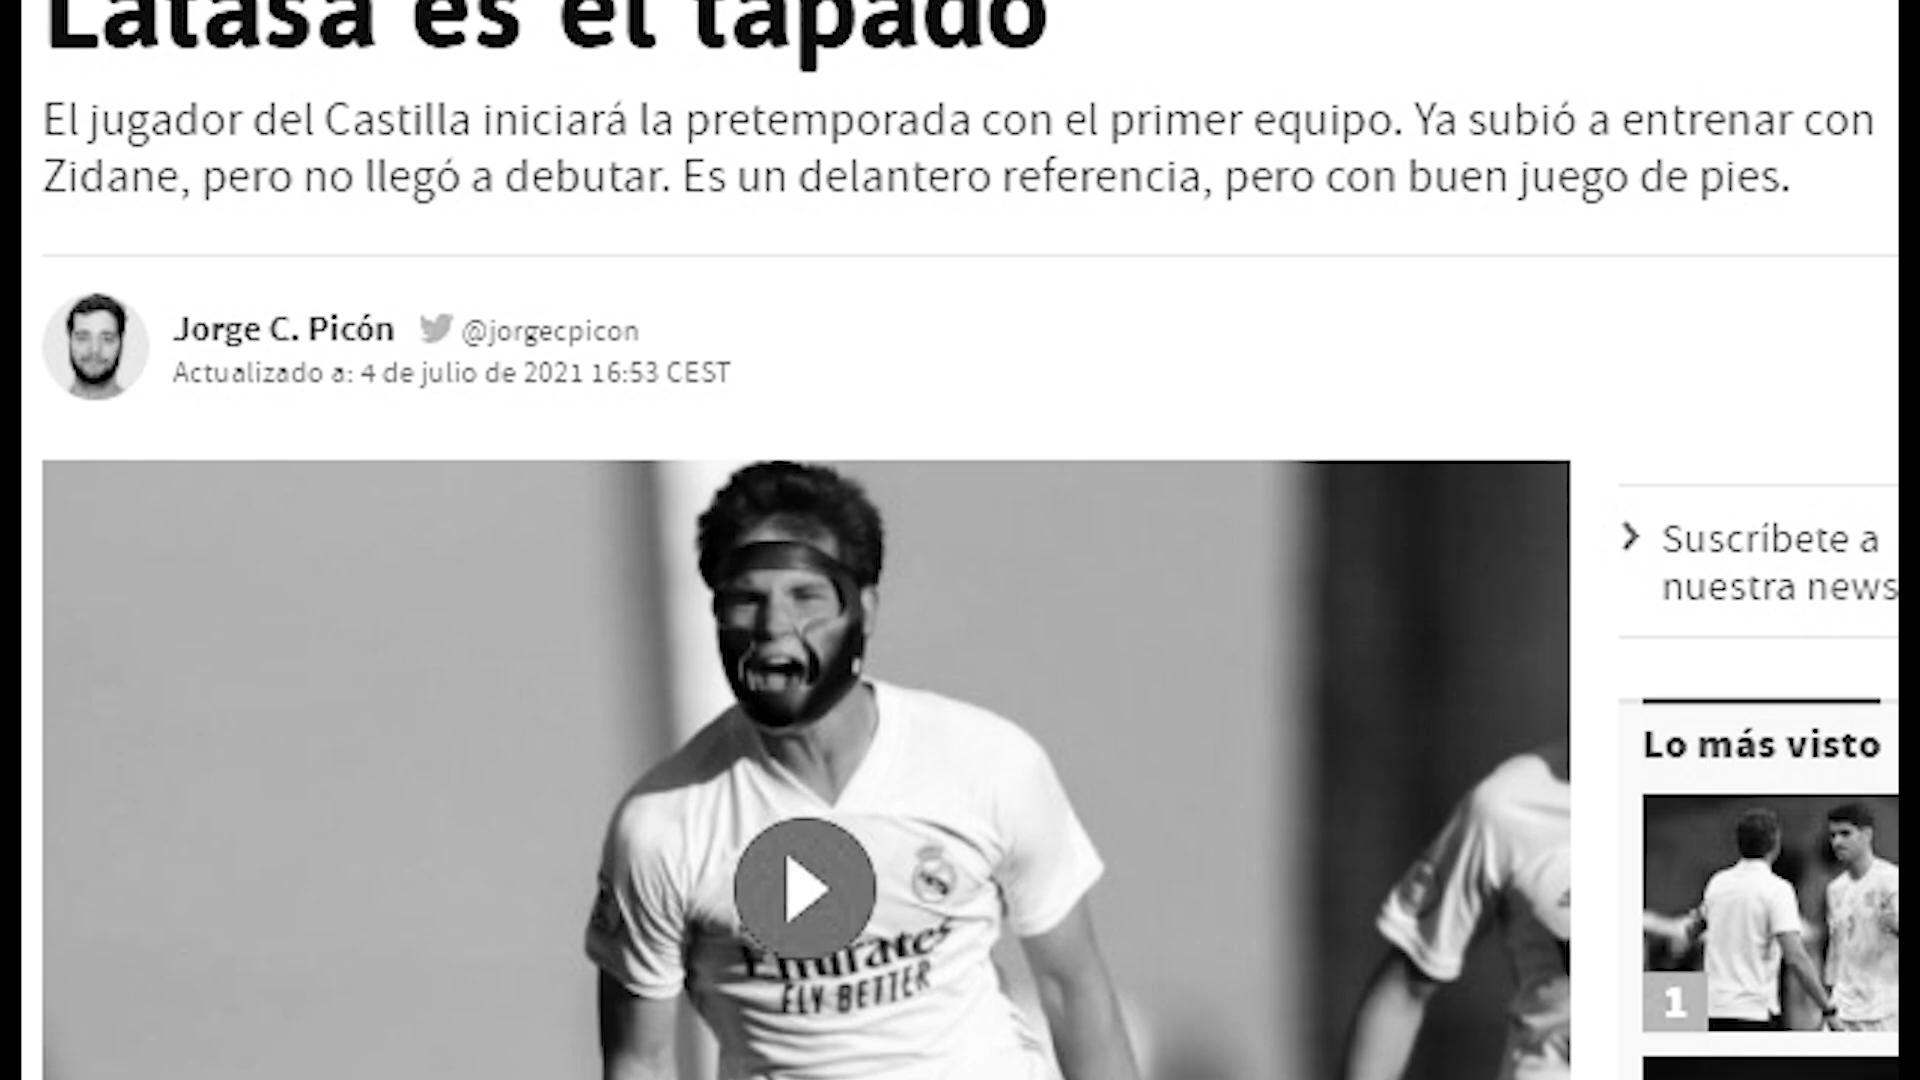 Latasa es el tapado
El jugador del Castilla iniciará la pretemporada con el primer equipo. Ya subió a entrenar con
Zidane, pero no llegó a debutar. Es un delantero referencia, pero con buen juego de pies.
Jorge C. Picón @jorgecpicon
Actualizado a: 4 de julio de 2021 16:53 CEST
Suscríbete a
nuestra news
Lo más visto
Emirates
FLY BETTER
1